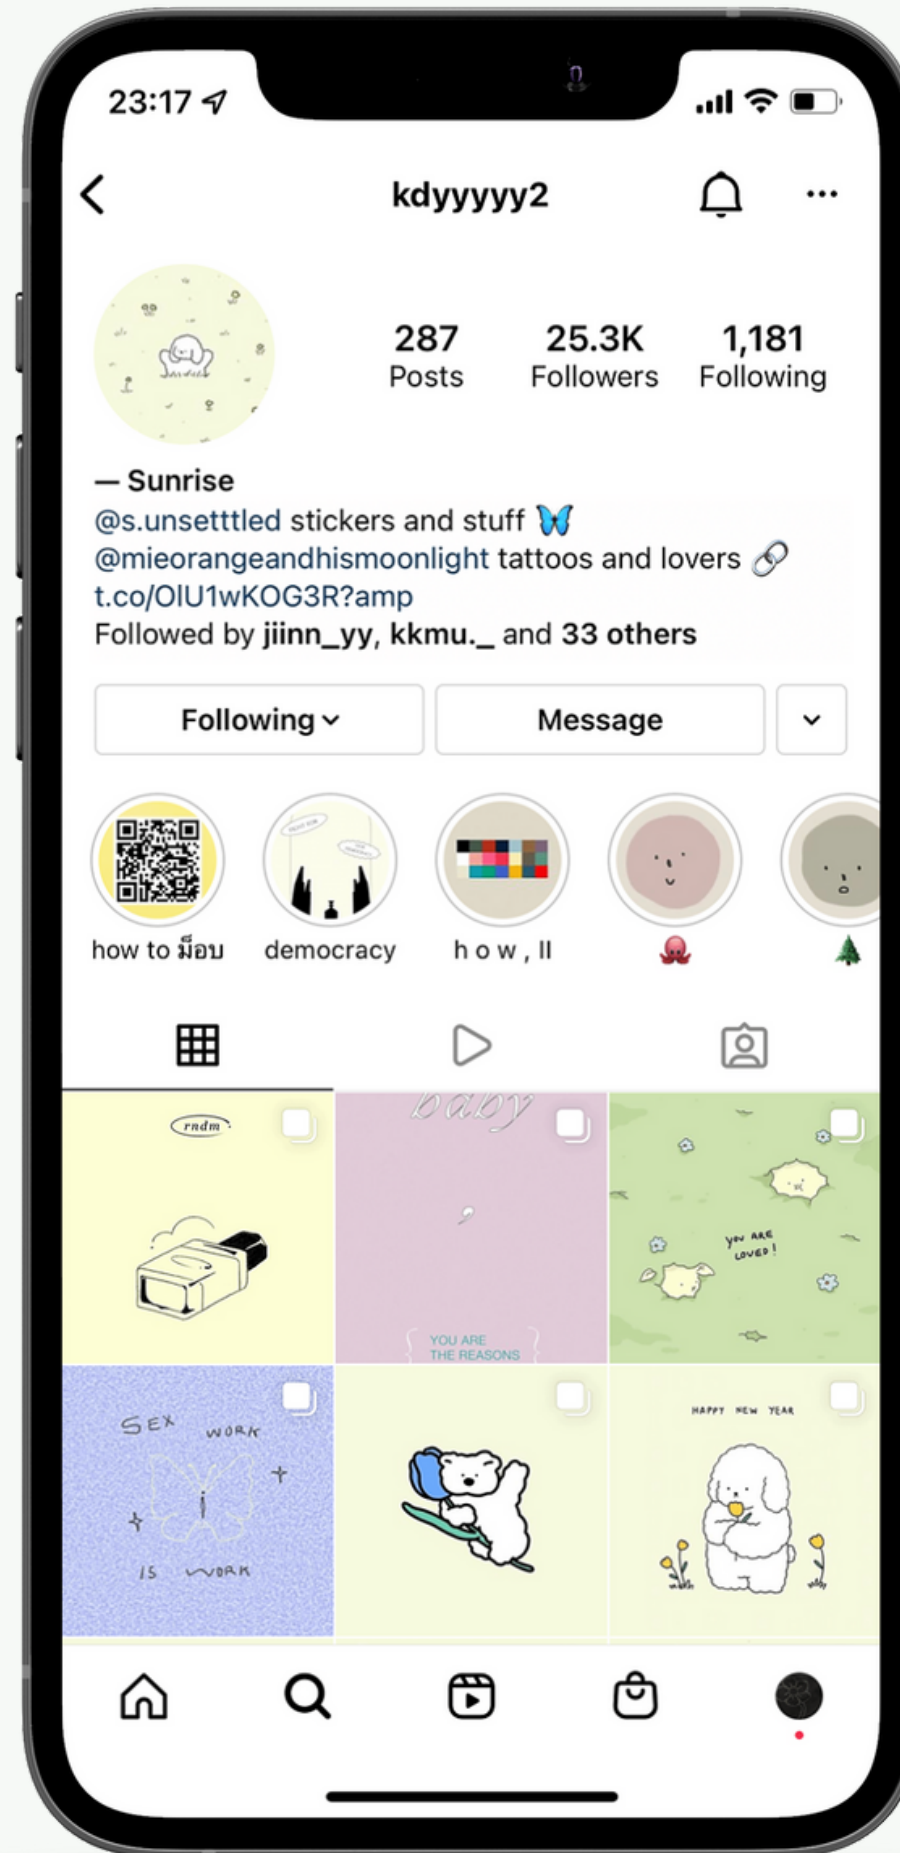 23:17
kdyyyyy2
287 25.3K 1,181
Posts Followers Following
— Sunrise
@s.unsetttled stickers and stuff 🦋
@mieorangeandhismoonlight tattoos and lovers 🔗
t.co/OlU1wKOG3R?amp
Followed by jiinn_yy, kkmu._ and 33 others
Following Message
how to ม็อบ democracy h o w , ll 🐙 🌲
rndm
baby
YOU ARE
THE REASONS
YOU ARE
LOVED!
SEX WORK
IS WORK
HAPPY NEW YEAR